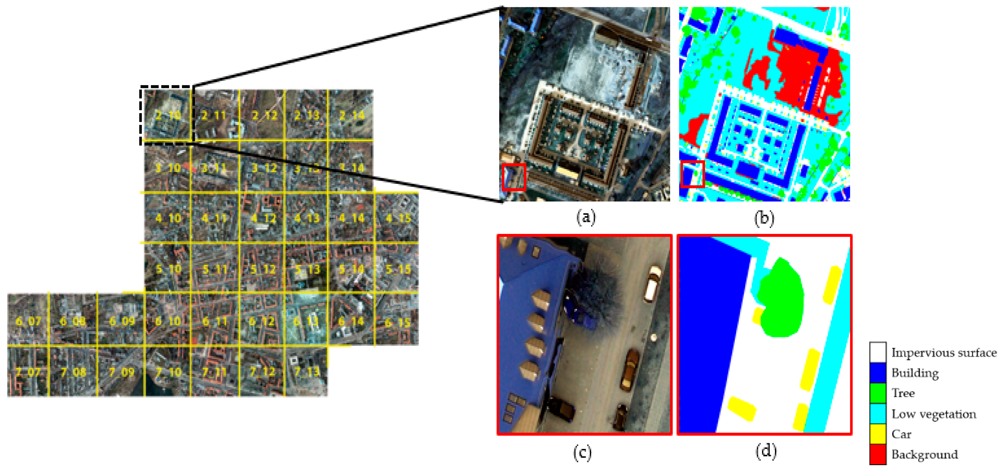 2_10 2_11 2_12 2_13 2_14
3_10 3_11 3_12 3_13 3_14
4_10 4_11 4_12 4_13 4_14 4_15
5_10 5_11 5_12 5_13 5_14 5_15
6_07 6_08 6_09 6_10 6_11 6_12 6_13 6_14 6_15
7_07 7_08 7_09 7_10 7_11 7_12 7_13
(a)
(b)
(c)
(d)
Impervious surface
Building
Tree
Low vegetation
Car
Background